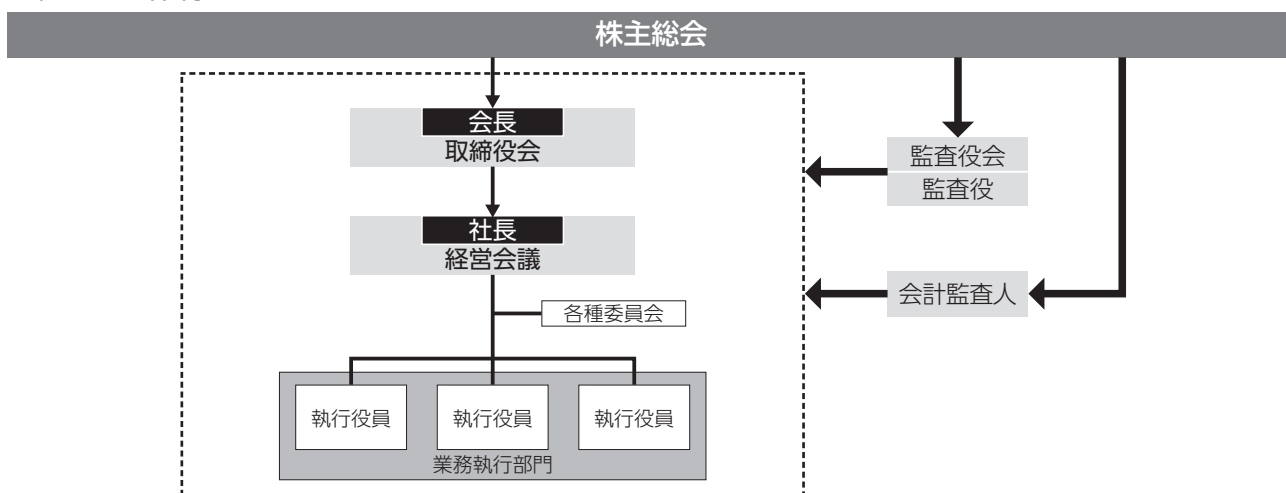 株主総会
会長
取締役会
社長
経営会議
各種委員会
執行役員
執行役員
執行役員
業務執行部門
監査役会
監査役
会計監査人